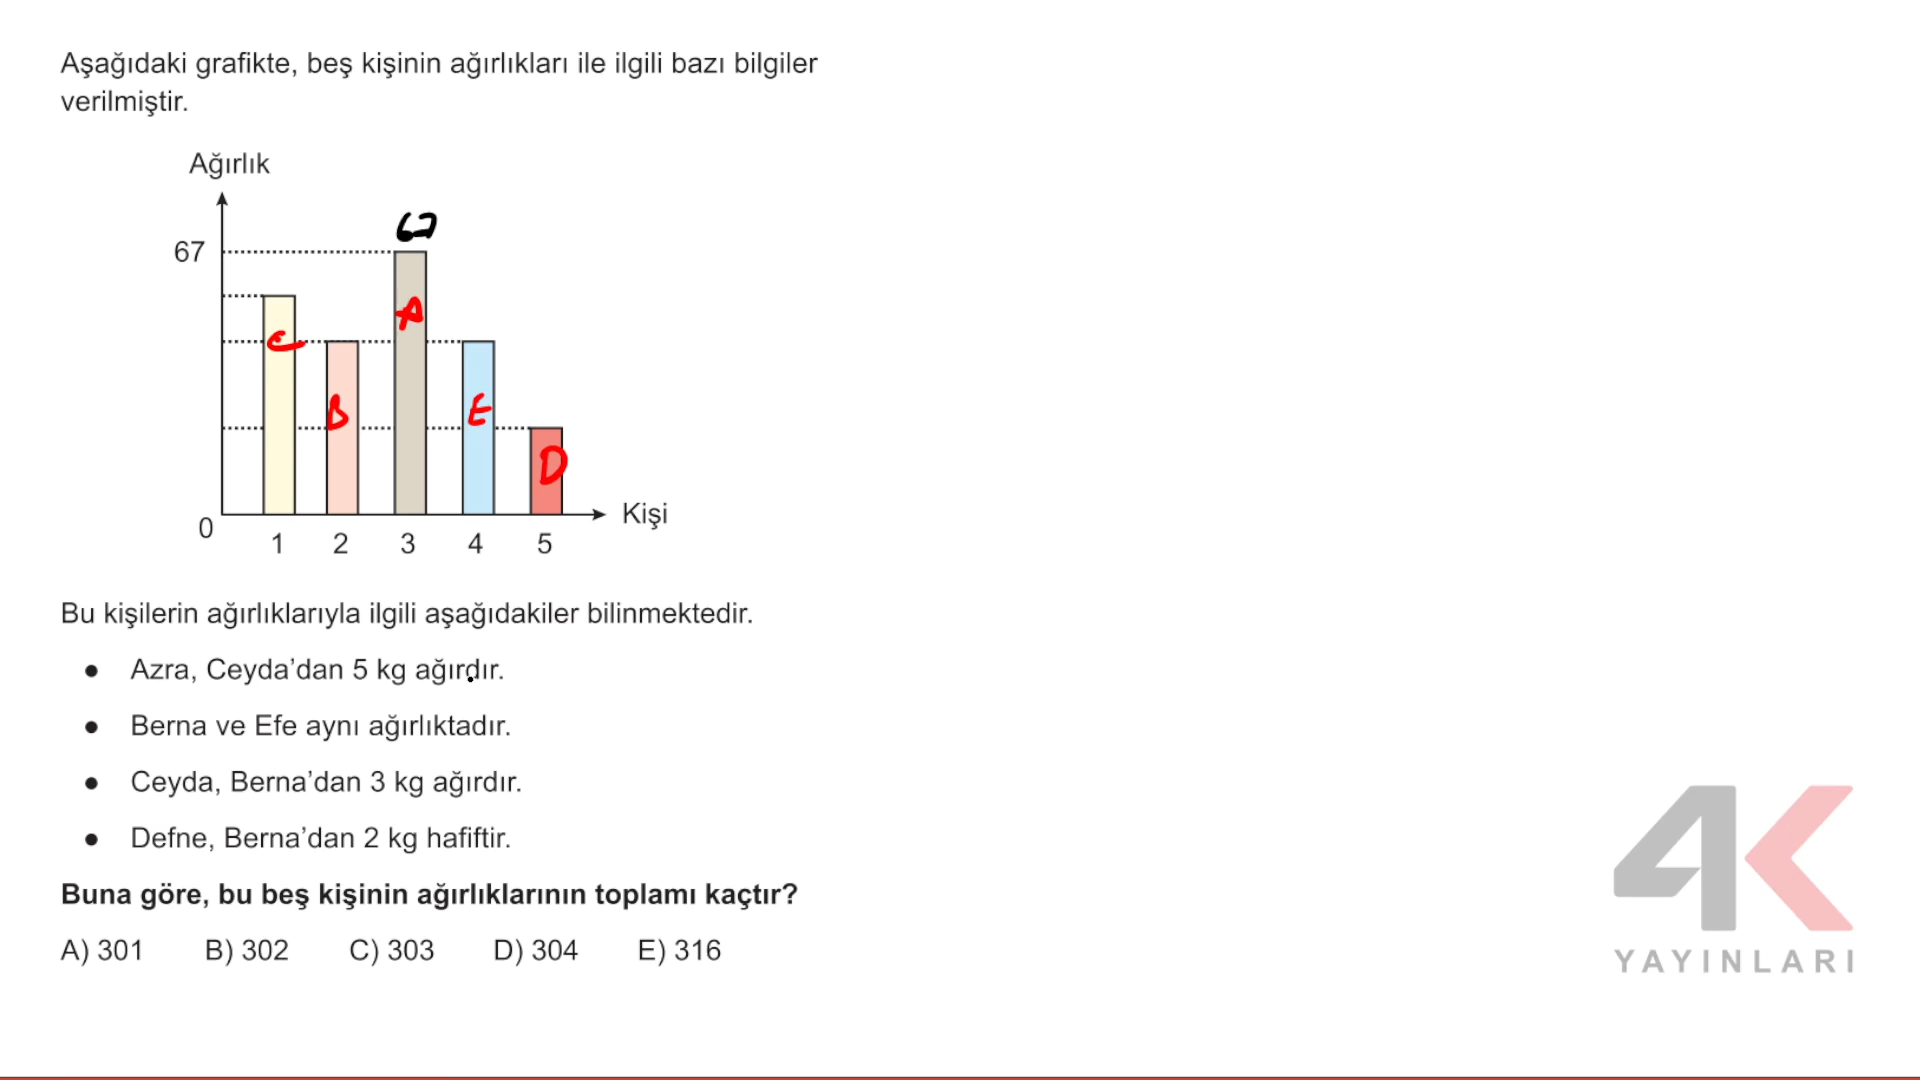 Aşağıdaki grafikte, beş kişinin ağırlıkları ile ilgili bazı bilgiler
verilmiştir.
Ağırlık
67
67
A
C
B
E
D
0
Kişi
1 2 3 4 5
Bu kişilerin ağırlıklarıyla ilgili aşağıdakiler bilinmektedir.
● Azra, Ceyda’dan 5 kg ağırdır.
● Berna ve Efe aynı ağırlıktadır.
● Ceyda, Berna’dan 3 kg ağırdır.
● Defne, Berna’dan 2 kg hafiftir.
Buna göre, bu beş kişinin ağırlıklarının toplamı kaçtır?
A) 301 B) 302 C) 303 D) 304 E) 316
4K
YAYINLARI